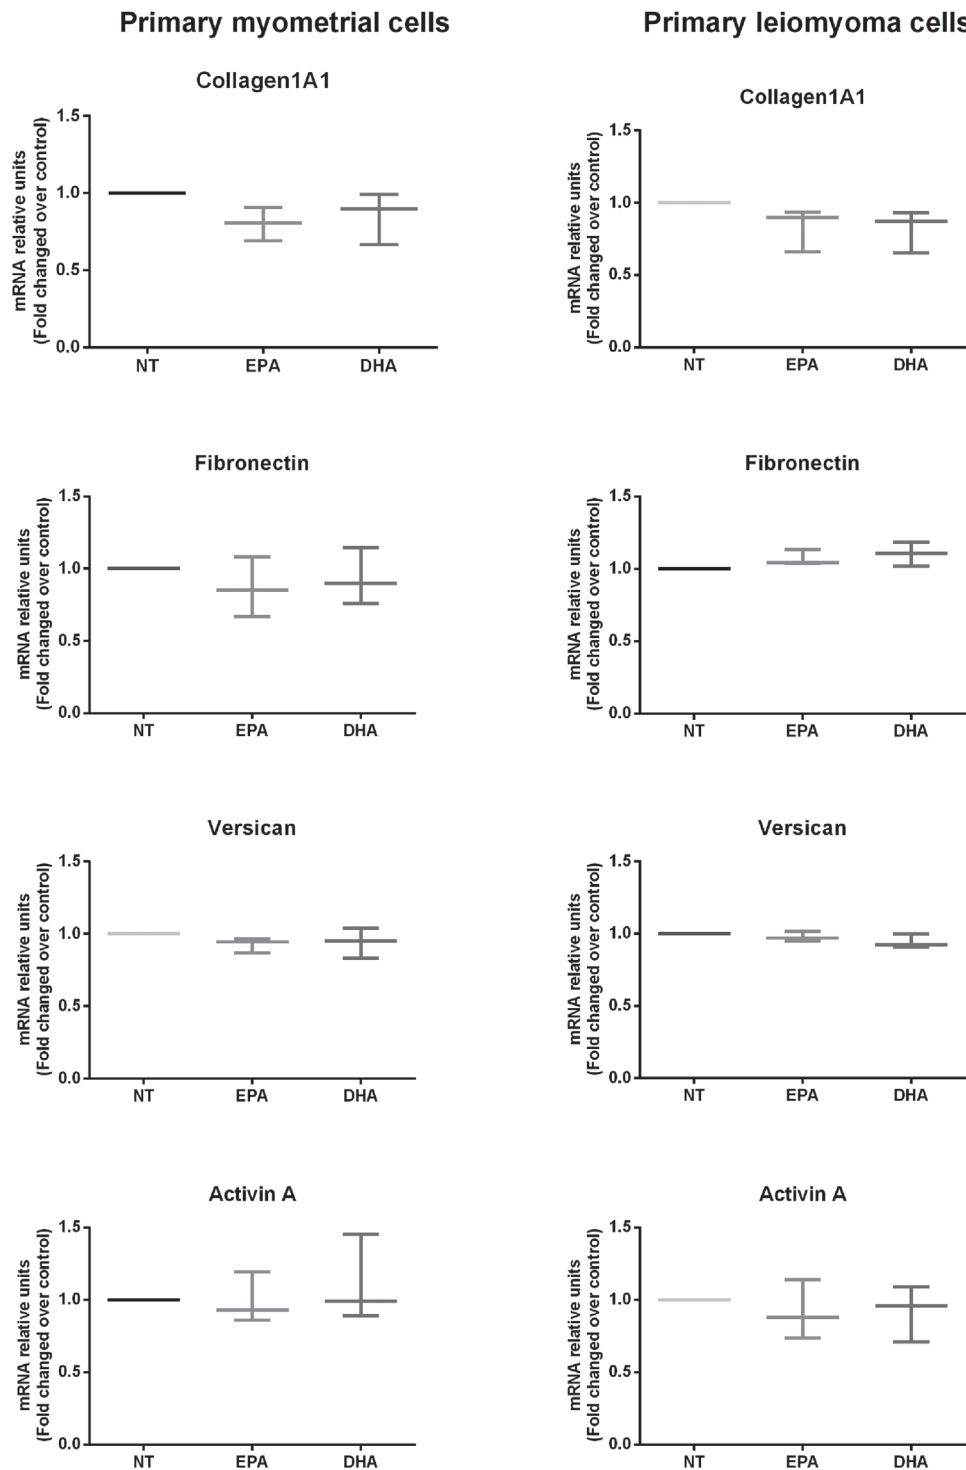 Primary myometrial cells
Primary leiomyoma cells
Collagen1A1
mRNA relative units
(Fold changed over control)
1.5
1.0
0.5
0.0
NT EPA DHA
Collagen1A1
mRNA relative units
(Fold changed over control)
1.5
1.0
0.5
0.0
NT EPA DHA
Fibronectin
mRNA relative units
(Fold changed over control)
1.5
1.0
0.5
0.0
NT EPA DHA
Fibronectin
mRNA relative units
(Fold changed over control)
1.5
1.0
0.5
0.0
NT EPA DHA
Versican
mRNA relative units
(Fold changed over control)
1.5
1.0
0.5
0.0
NT EPA DHA
Versican
mRNA relative units
(Fold changed over control)
1.5
1.0
0.5
0.0
NT EPA DHA
Activin A
mRNA relative units
(Fold changed over control)
1.5
1.0
0.5
0.0
NT EPA DHA
Activin A
mRNA relative units
(Fold changed over control)
1.5
1.0
0.5
0.0
NT EPA DHA